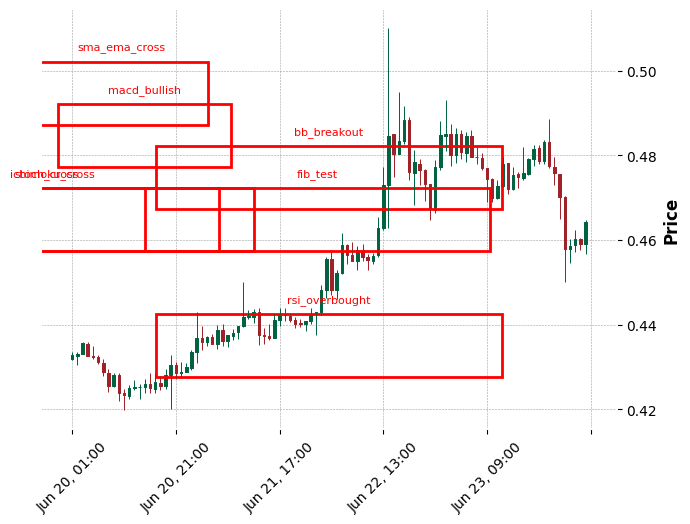 sma_ema_cross
macd_bullish
bb_breakout
stoch_cross
fib_test
rsi_overbought
0.50
0.48
0.46
0.44
0.42
Price
Jun 20, 01:00
Jun 20, 21:00
Jun 21, 17:00
Jun 22, 13:00
Jun 23, 09:00